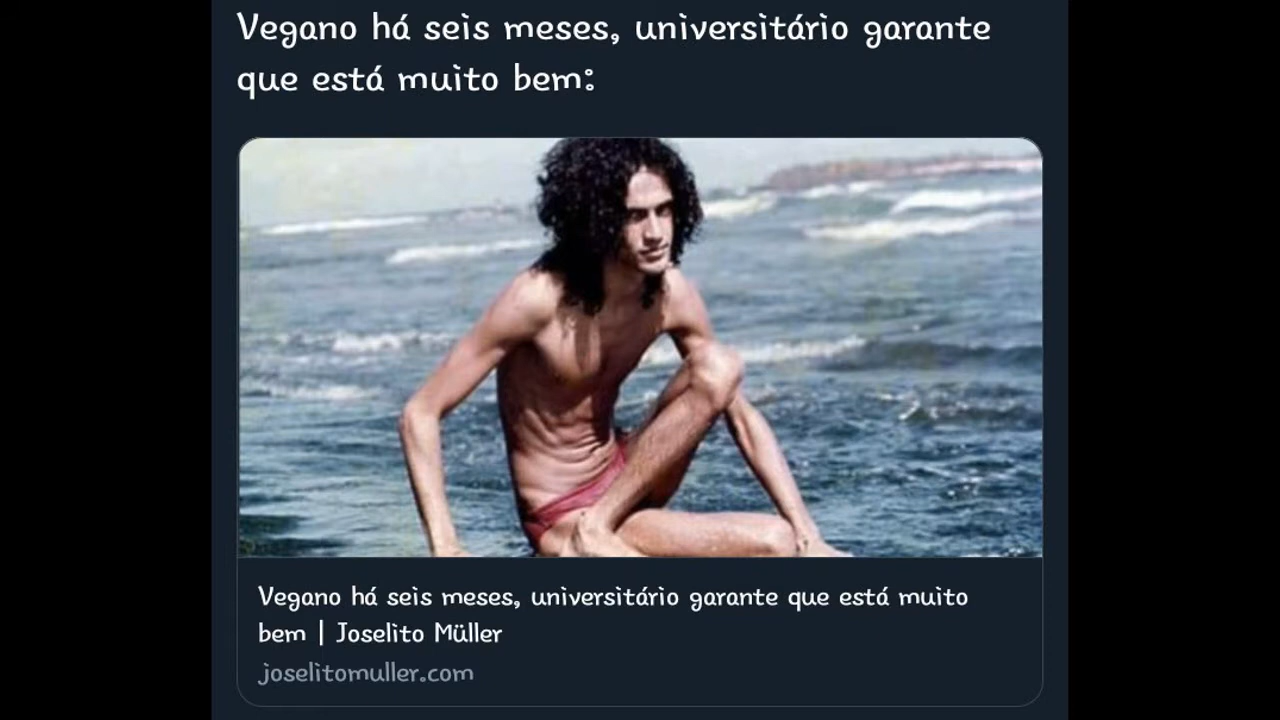 Vegano há seis meses, universitário garante
que está muito bem:
Vegano há seis meses, universitário garante que está muito
bem | Joselito Müller
joselitomuller.com